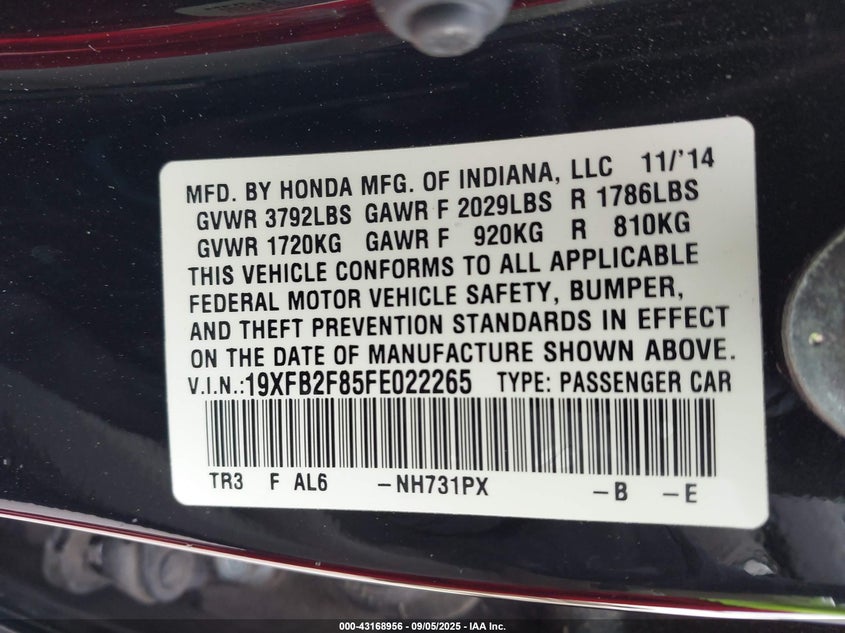 MFD. BY HONDA MFG. OF INDIANA, LLC 11/'14
GVWR 3792LBS GAWR F 2029LBS R 1786LBS
GVWR 1720KG GAWR F 920KG R 810KG
THIS VEHICLE CONFORMS TO ALL APPLICABLE
FEDERAL MOTOR VEHICLE SAFETY, BUMPER,
AND THEFT PREVENTION STANDARDS IN EFFECT
ON THE DATE OF MANUFACTURE SHOWN ABOVE.
V.I.N.:19XFB2F85FE022265 TYPE: PASSENGER CAR
TR3 F AL6 -NH731PX -B -E
000-43168956 - 09/05/2025 - IAA Inc.